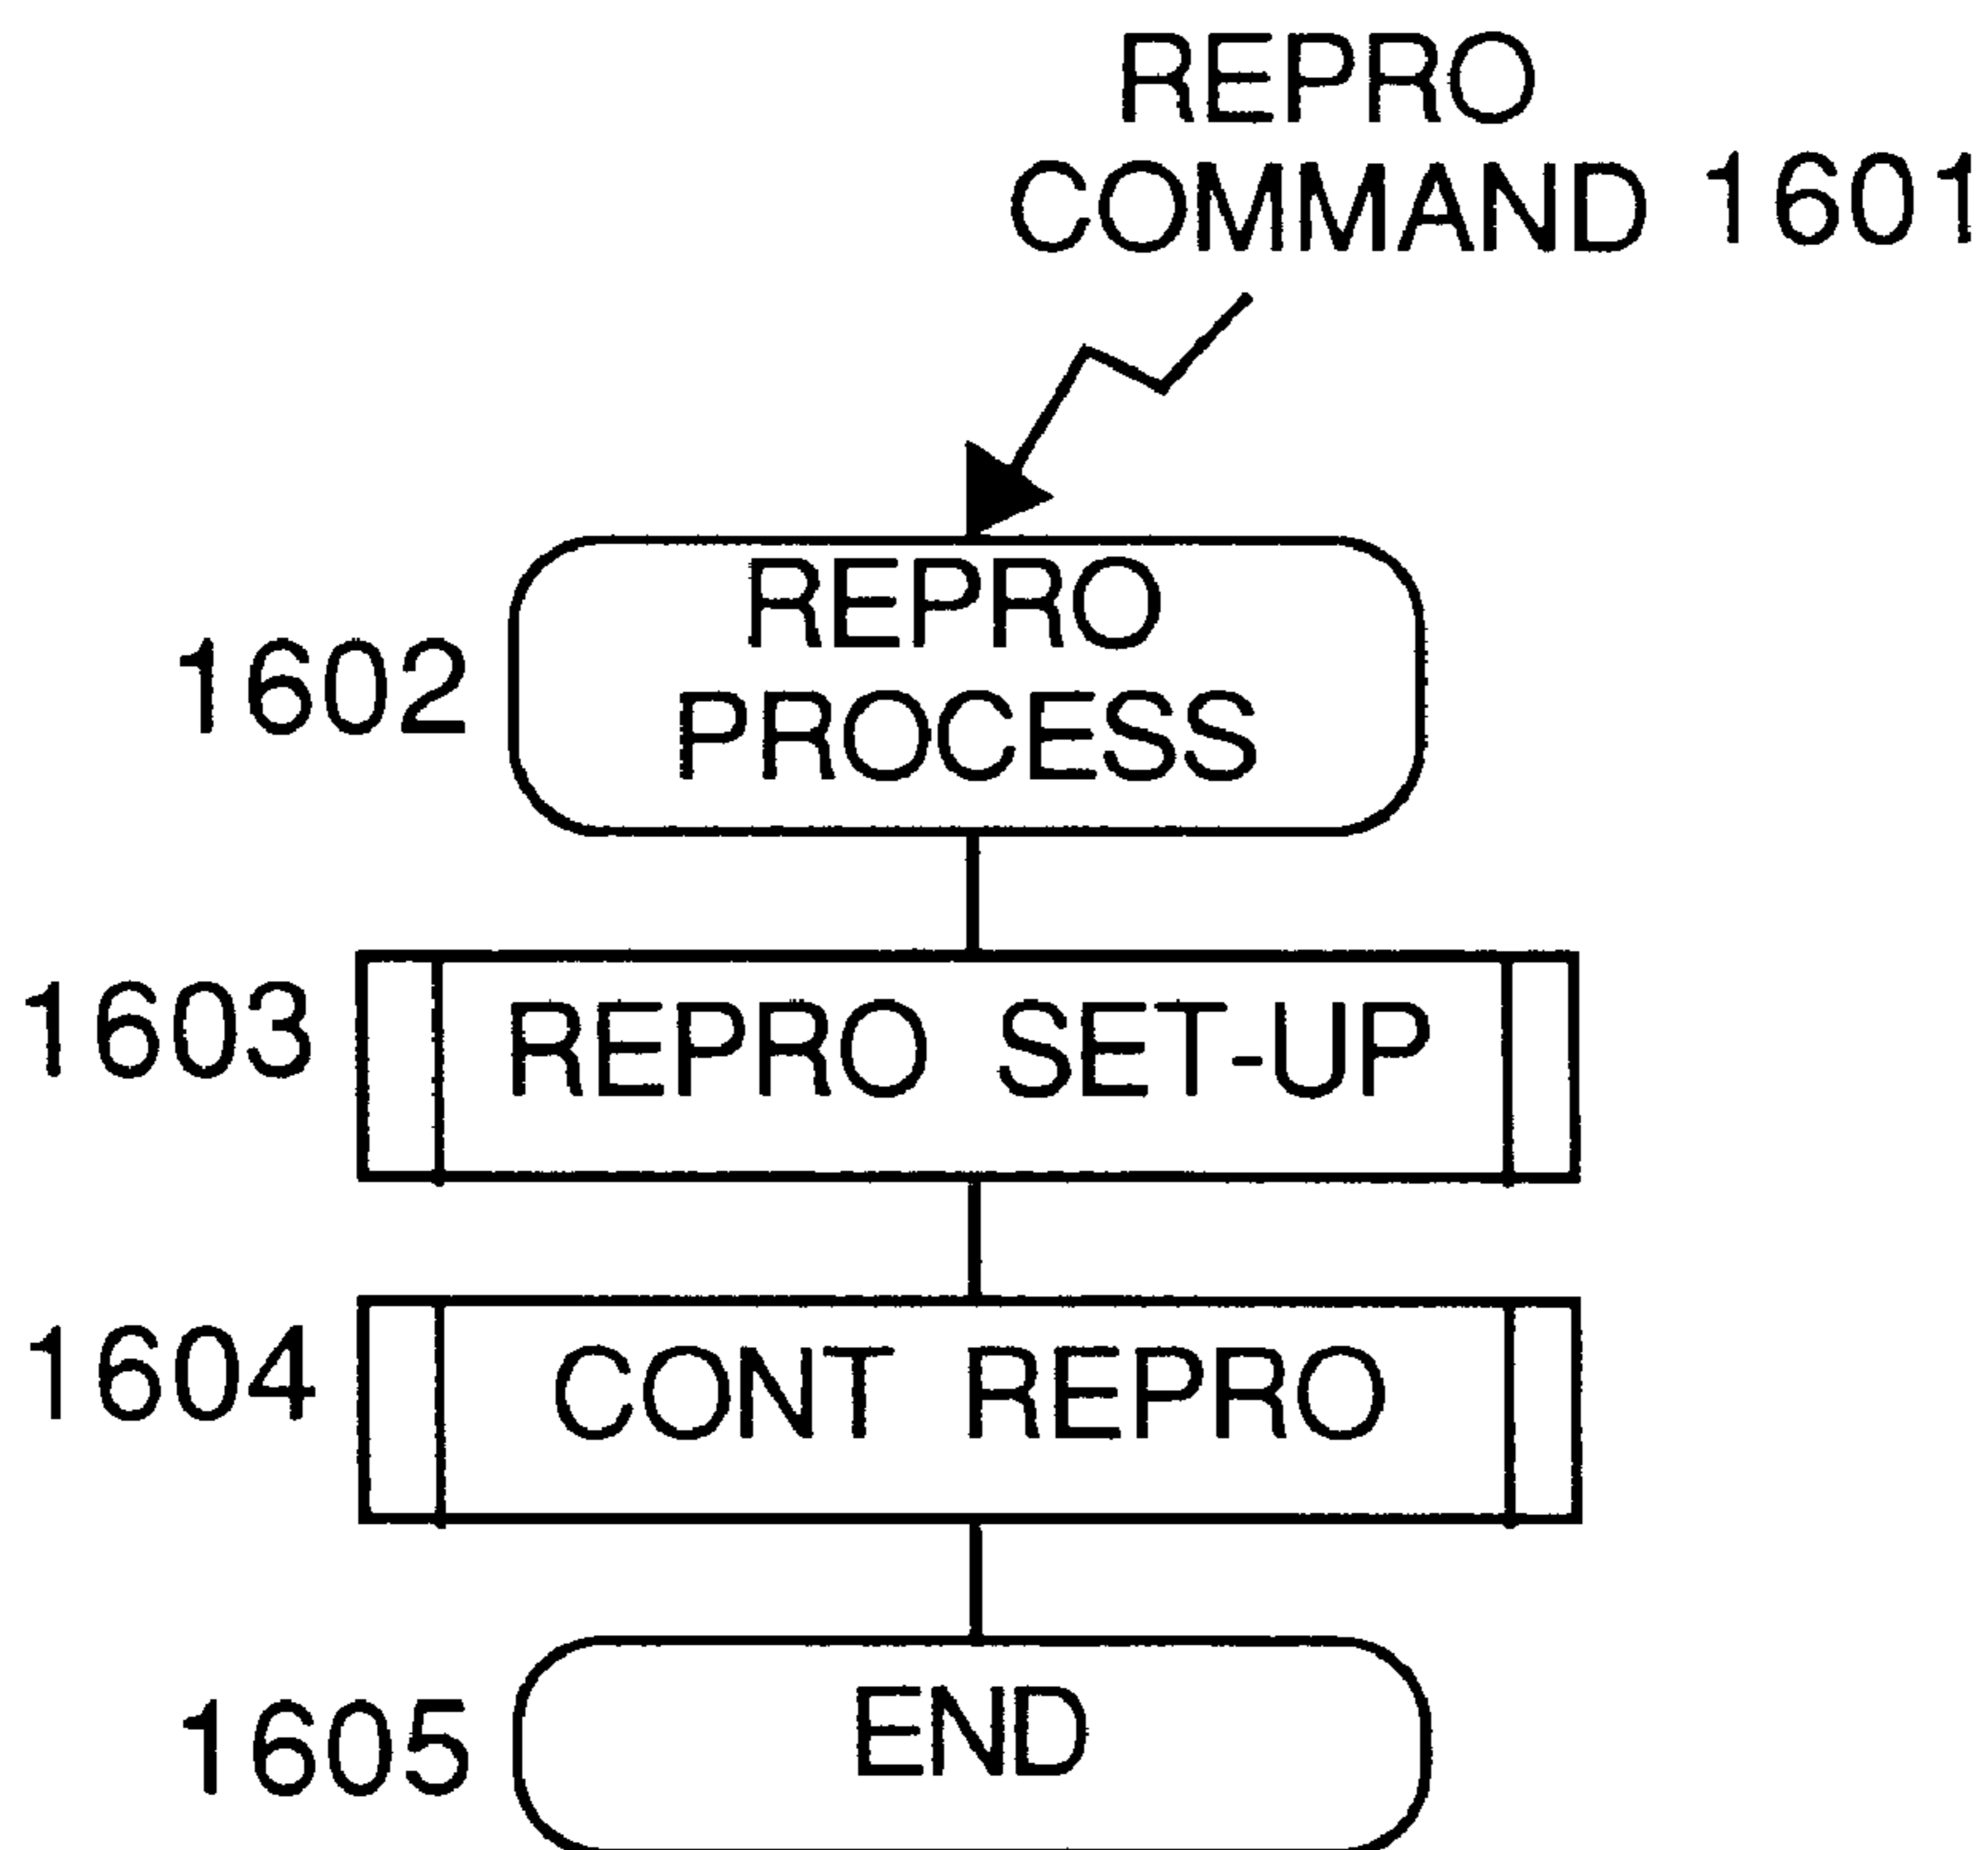 REPRO
COMMAND 1601
REPRO
1602
PROCESS
1603 REPRO SET-UP
1604 CONT REPRO
1605 END